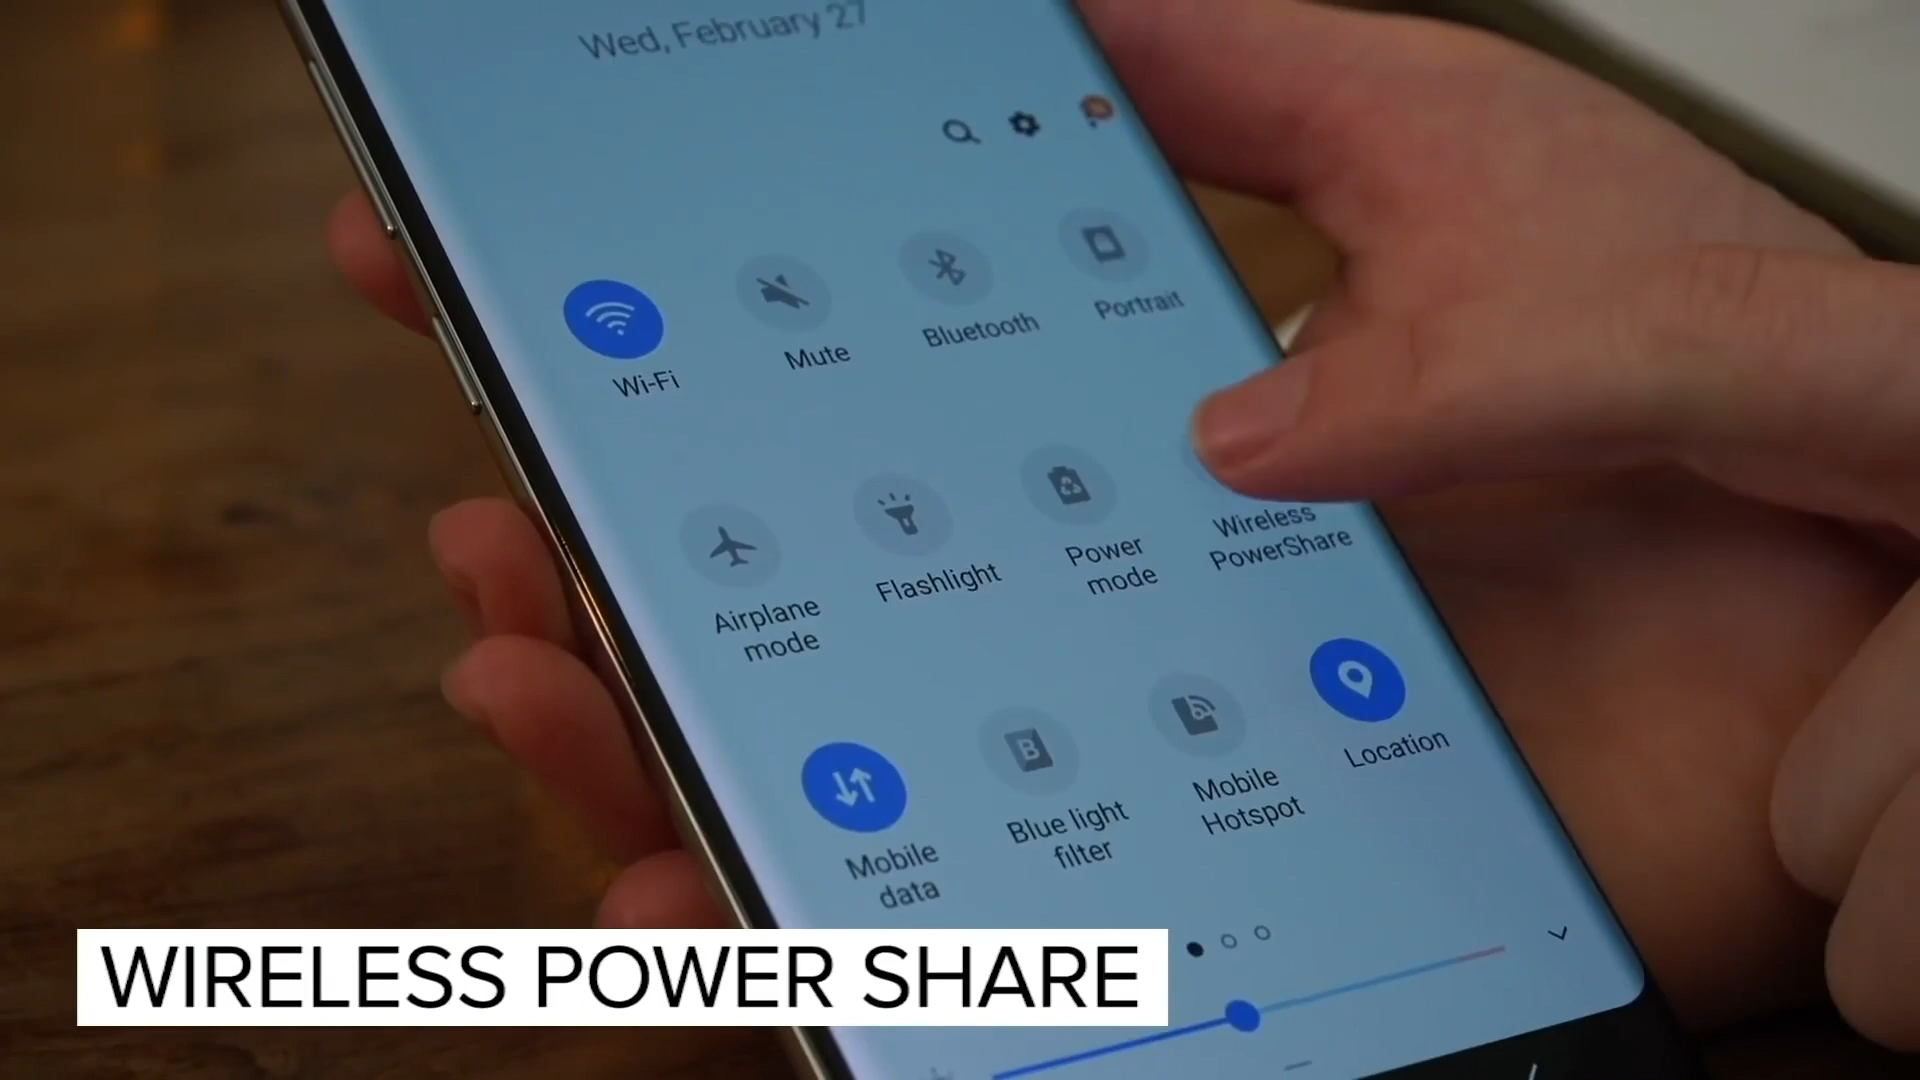 Wed, February 27
Wi-Fi
Mute
Bluetooth
Portrait
Airplane
mode
Flashlight
Power
mode
Wireless
PowerShare
Mobile
data
B
Blue light
filter
Mobile
Hotspot
Location
WIRELESS POWER SHARE